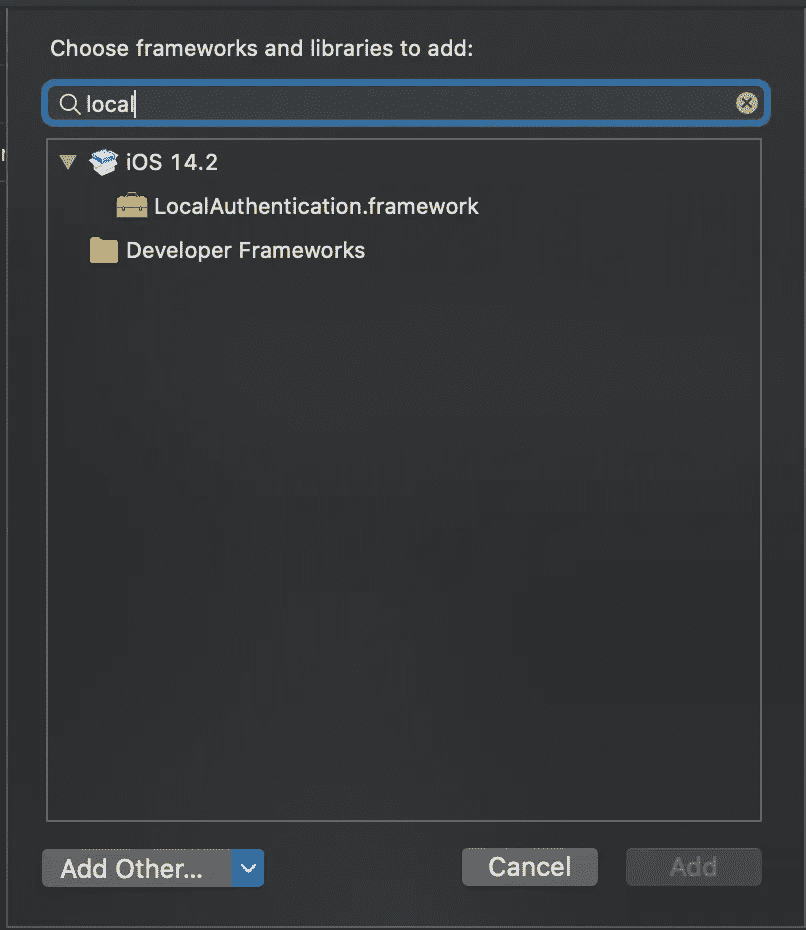 Choose frameworks and libraries to add:
local
iOS 14.2
LocalAuthentication.framework
Developer Frameworks
Add Other...
Cancel
Add